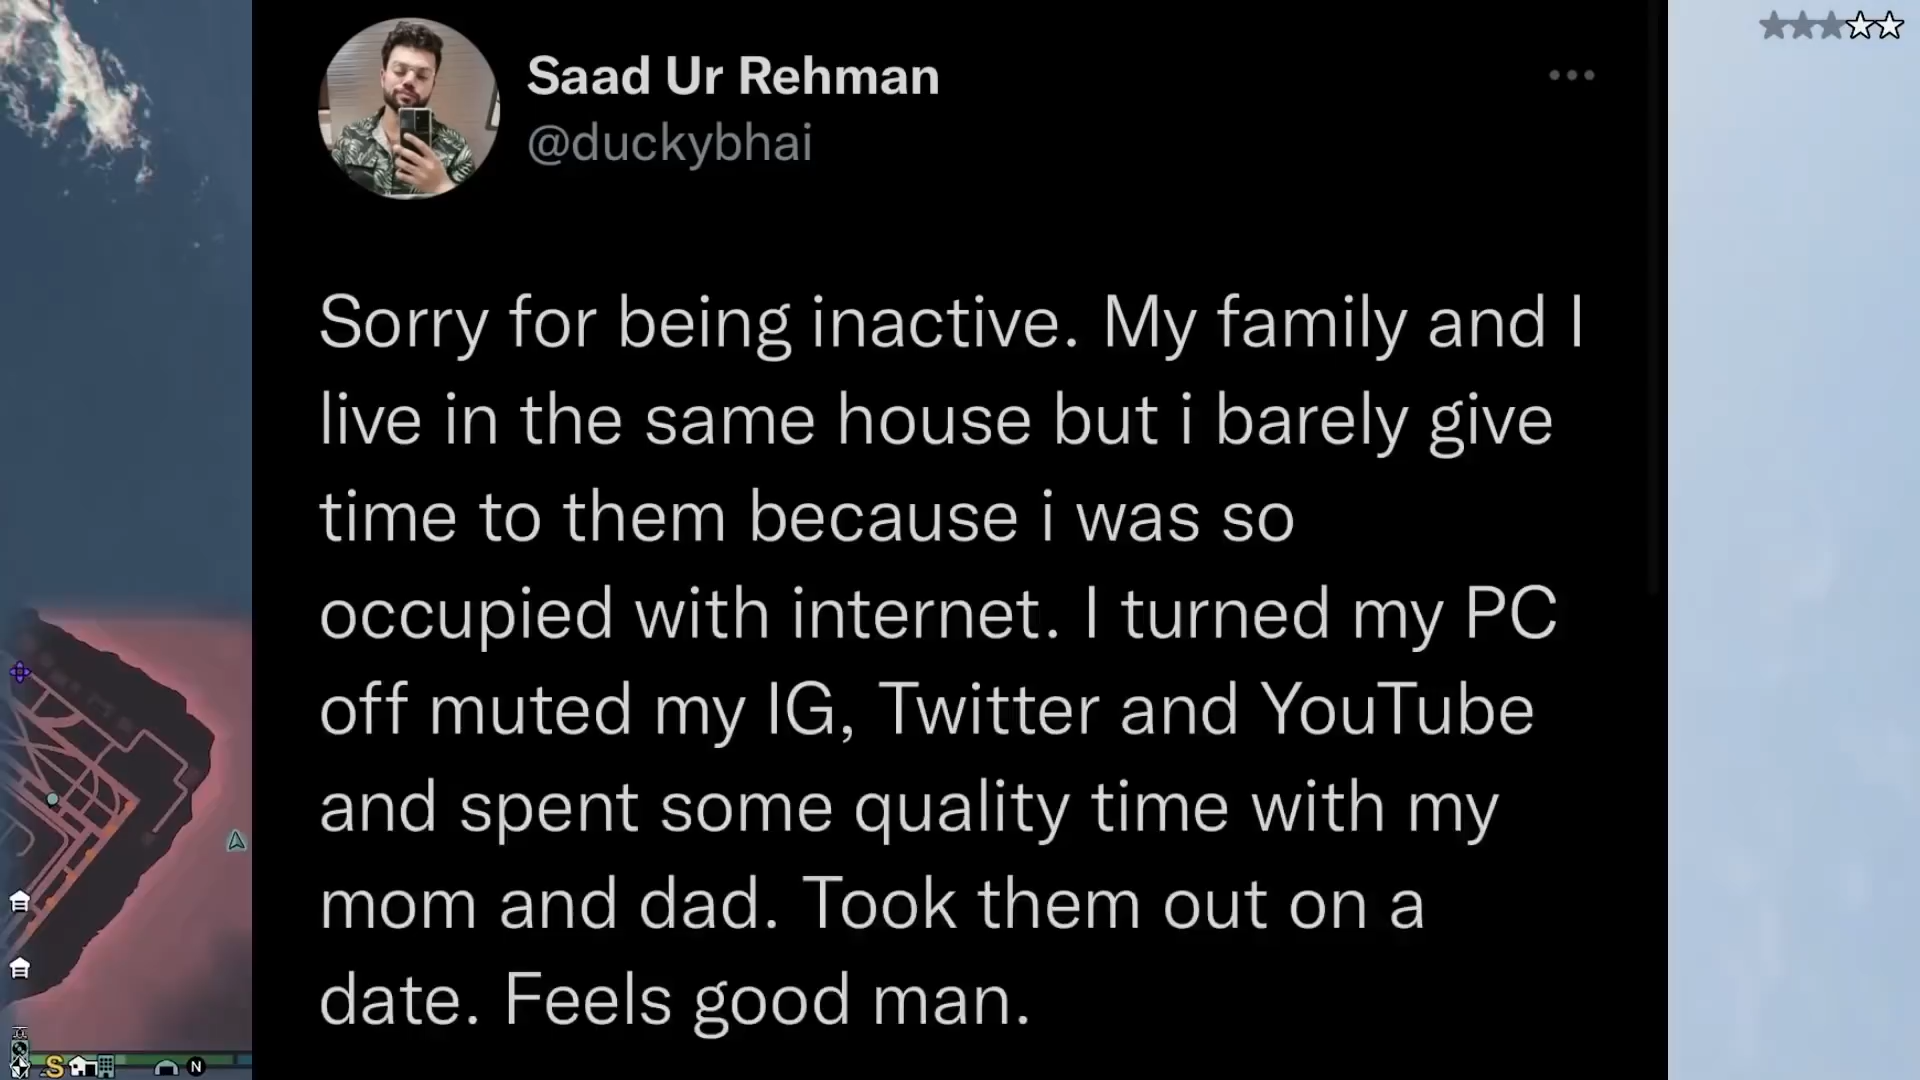 Saad Ur Rehman
@duckybhai
Sorry for being inactive. My family and I
live in the same house but i barely give
time to them because i was so
occupied with internet. I turned my PC
off muted my IG, Twitter and YouTube
and spent some quality time with my
mom and dad. Took them out on a
date. Feels good man.
S
N